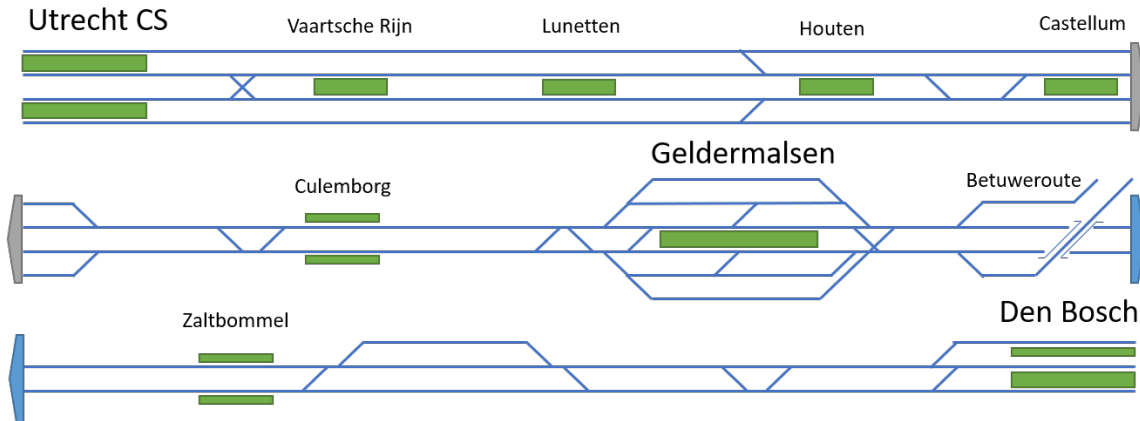 Utrecht CS
Vaartsche Rijn
Lunetten
Houten
Castellum
Geldermalsen
Culemborg
Betuweroute
Zaltbommel
Den Bosch